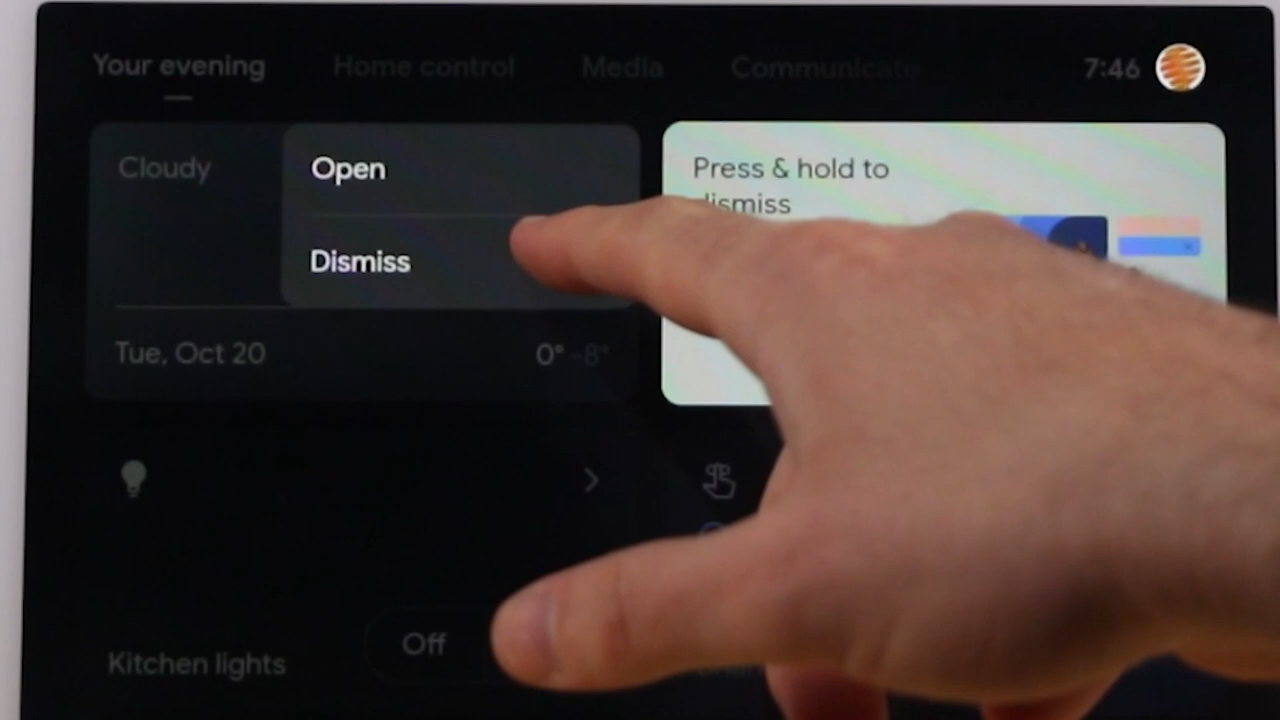 Your evening Home control Media Communicate 7:46
Cloudy Open Press & hold to
dismiss
Dismiss
Tue, Oct 20 0° -8°
Kitchen lights Off